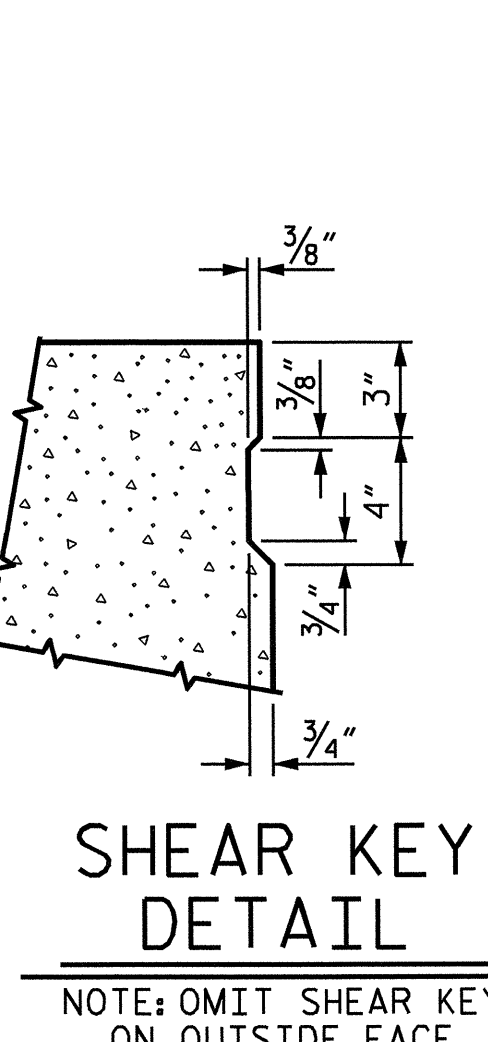 3/8"
3/8"
3"
4"
3/4"
3/4"
SHEAR KEY
DETAIL
NOTE: OMIT SHEAR KEY
ON OUTSIDE FACE